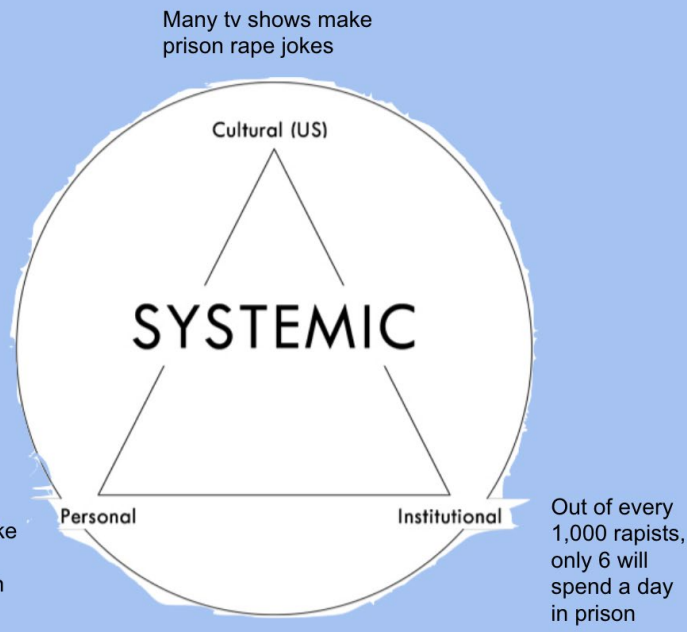 Many tv shows make
prison rape jokes
Cultural (US)
SYSTEMIC
Personal
Institutional
Out of every
1,000 rapists,
only 6 will
spend a day
in prison